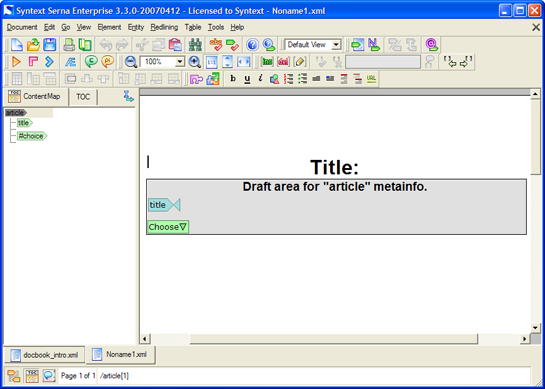 Syntext Serna Enterprise 3.3.0-20070412 - Licensed to Syntext - Noname1.xml
Document Edit Go View Element Entity Redlining Table Process Help
Default View
100%
b u i URL
ContentMap TOC
article
title
#choice
Title:
Draft area for "article" metainfo.
title
Choose
docbook_intro.xml Noname1.xml
Page 1 of 1 /article[1]